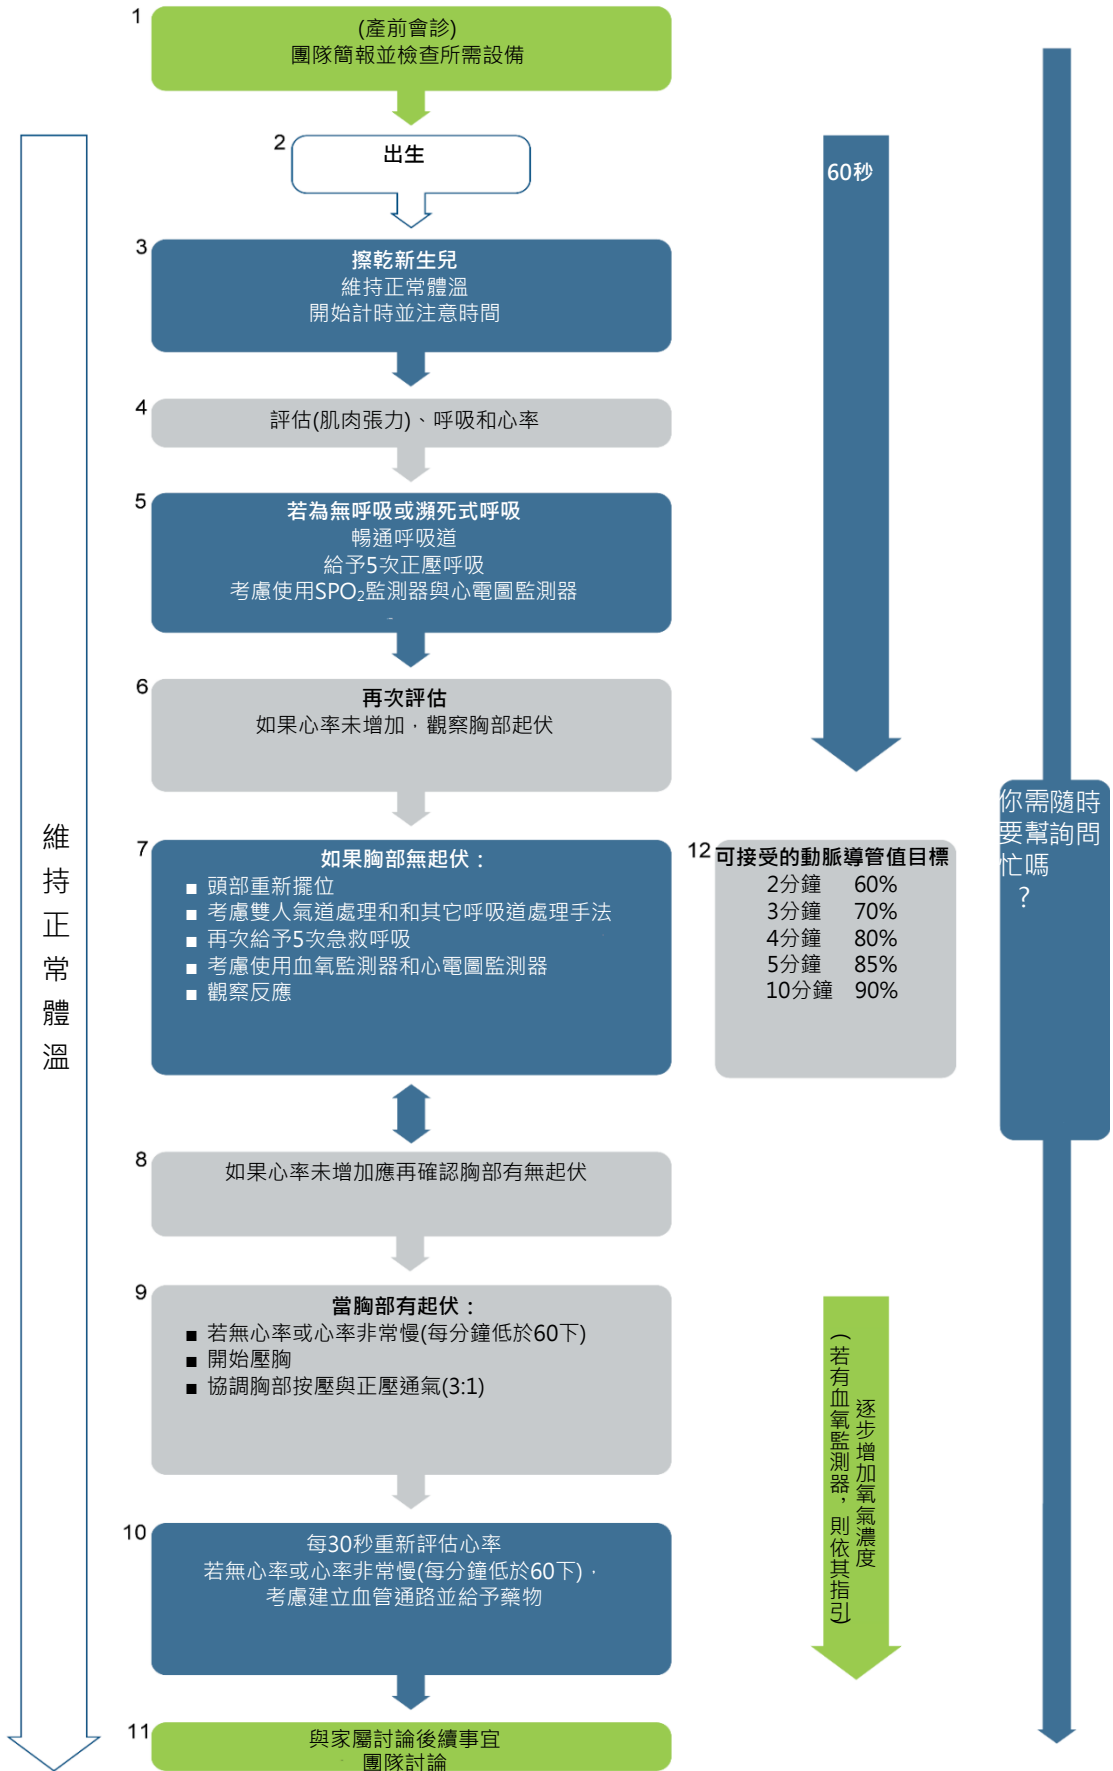 1
(產前會診)
團隊簡報並檢查所需設備
2
出生
60秒
3
擦乾新生兒
維持正常體溫
開始計時並注意時間
4
評估(肌肉張力)、呼吸和心率
5
若為無呼吸或瀕死式呼吸
暢通呼吸道
給予5次正壓呼吸
考慮使用SPO₂監測器與心電圖監測器
6
再次評估
如果心率未增加，觀察胸部起伏
維持正常體溫
7
如果胸部無起伏：
■ 頭部重新擺位
■ 考慮雙人氣道處理和和其它呼吸道處理手法
■ 再次給予5次急救呼吸
■ 考慮使用血氧監測器和心電圖監測器
■ 觀察反應
12
可接受的動脈導管值目標
2分鐘 60%
3分鐘 70%
4分鐘 80%
5分鐘 85%
10分鐘 90%
你需隨時
要幫詢問
忙嗎
？
8
如果心率未增加應再確認胸部有無起伏
9
當胸部有起伏：
■ 若無心率或心率非常慢(每分鐘低於60下)
■ 開始壓胸
■ 協調胸部按壓與正壓通氣(3:1)
逐步增加氧氣濃度
(若有血氧監測器，則依其指引)
10
每30秒重新評估心率
若無心率或心率非常慢(每分鐘低於60下)，
考慮建立血管通路並給予藥物
11
與家屬討論後續事宜
團隊討論